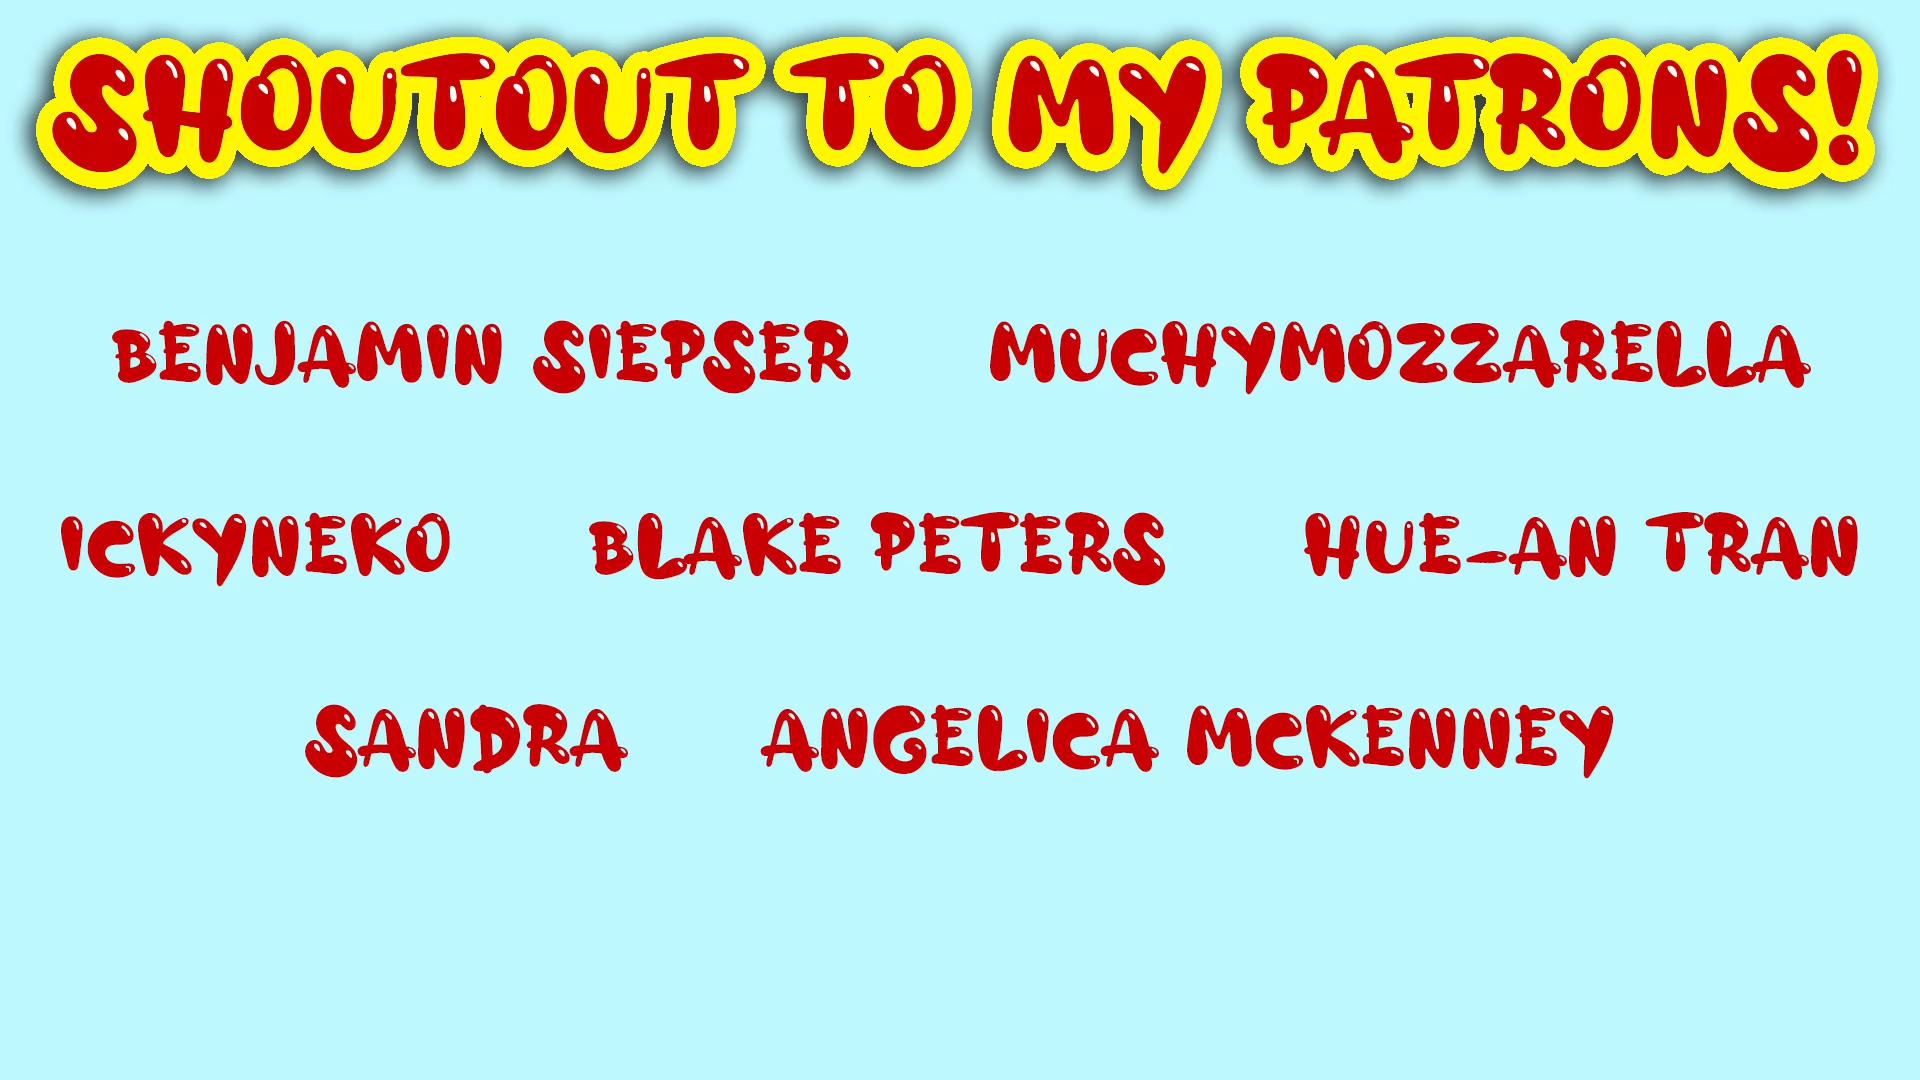 SHOUTOUT TO MY PATRONS!
BENJAMIN SIEPSER MUCHYMOZZARELLA
ICKYNEKO BLAKE PETERS HUE-AN TRAN
SANDRA ANGELICA MCKENNEY